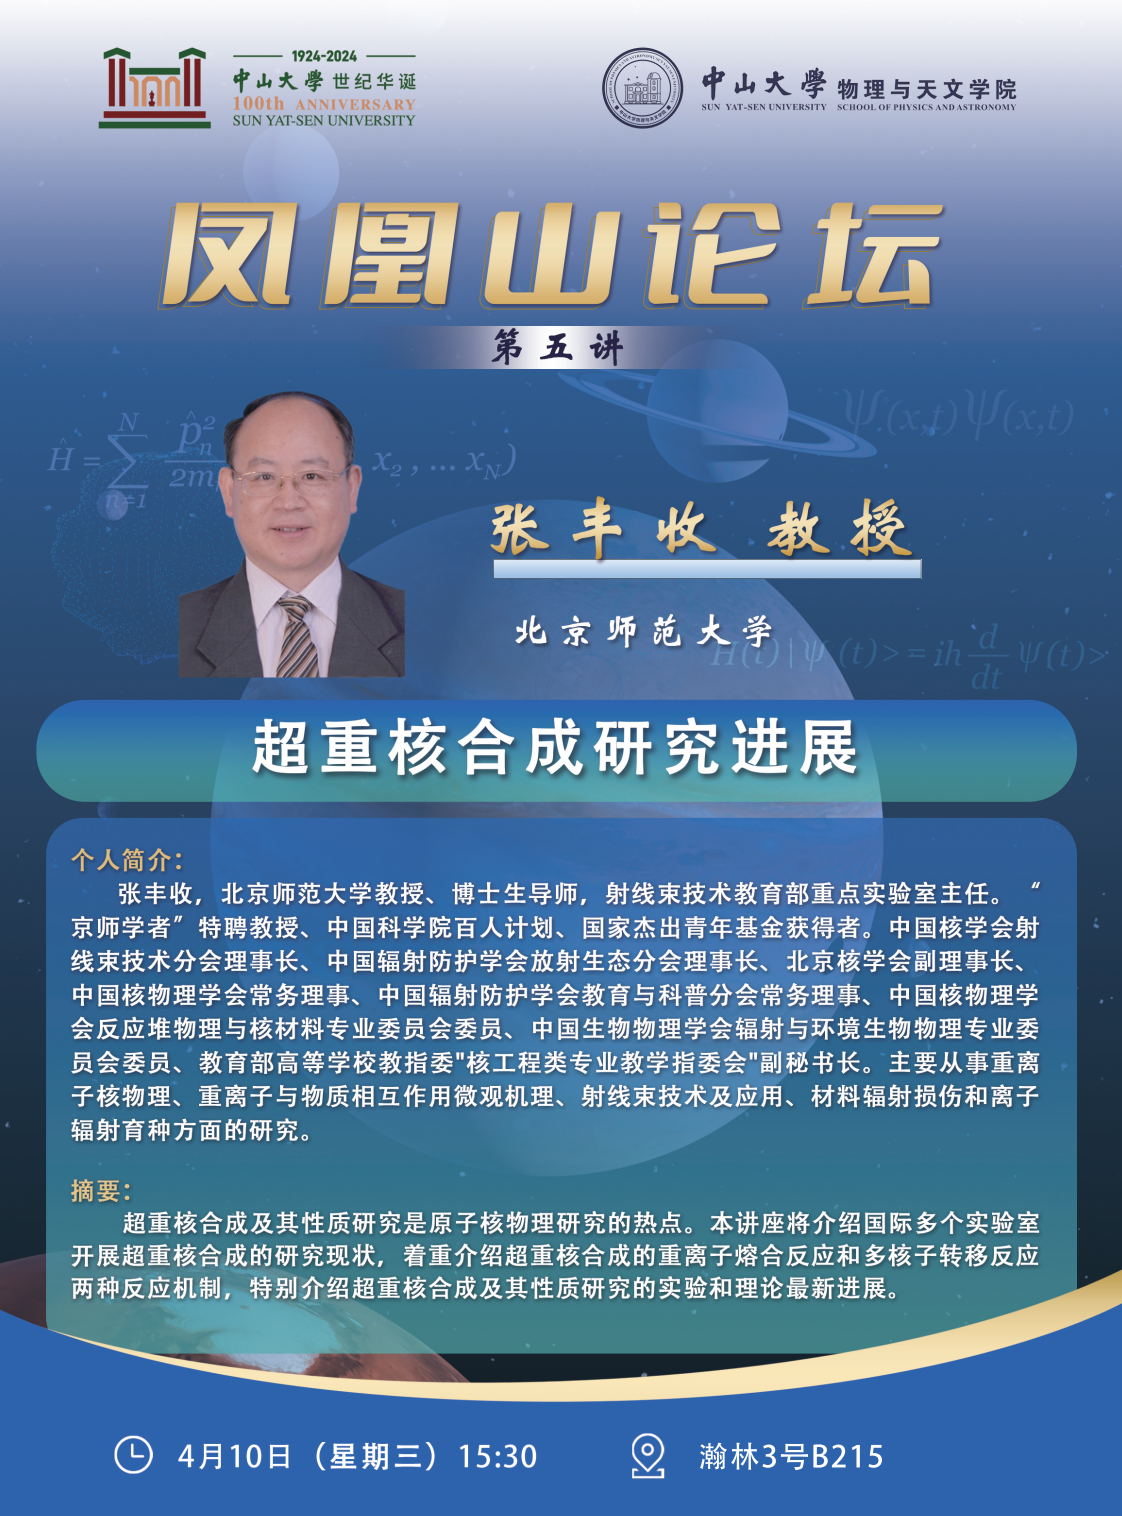 1924-2024
中山大學 世纪华诞
100th ANNIVERSARY
SUN YAT-SEN UNIVERSITY
中山大學 物理与天文学院
SUN YAT-SEN UNIVERSITY SCHOOL OF PHYSICS AND ASTRONOMY
凤凰山论坛
第五讲
张丰收 教授
北京师范大学
超重核合成研究进展
个人简介：
张丰收，北京师范大学教授、博士生导师，射线束技术教育部重点实验室主任。“
京师学者”特聘教授、中国科学院百人计划、国家杰出青年基金获得者。中国核学会射
线束技术分会理事长、中国辐射防护学会放射生态分会理事长、北京核学会副理事长、
中国核物理学会常务理事、中国辐射防护学会教育与科普分会常务理事、中国核物理学
会反应堆物理与核材料专业委员会委员、中国生物物理学会辐射与环境生物物理专业委
员会委员、教育部高等学校教指委"核工程类专业教学指委会"副秘书长。主要从事重离
子核物理、重离子与物质相互作用微观机理、射线束技术及应用、材料辐射损伤和离子
辐射育种方面的研究。
摘要：
超重核合成及其性质研究是原子核物理研究的热点。本讲座将介绍国际多个实验室
开展超重核合成的研究现状，着重介绍超重核合成的重离子熔合反应和多核子转移反应
两种反应机制，特别介绍超重核合成及其性质研究的实验和理论最新进展。
4月10日（星期三）15:30
瀚林3号B215